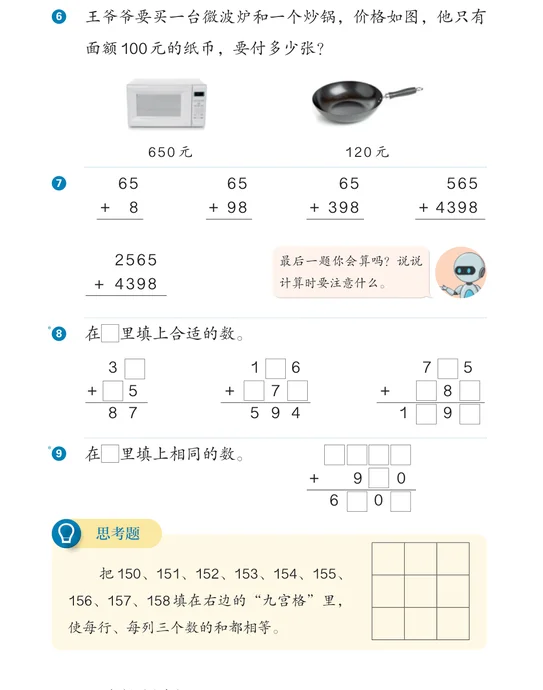 6 王爷爷要买一台微波炉和一个炒锅，价格如图，他只有
面额100元的纸币，要付多少张？
650元 120元
7 65 65 65 565
+ 8 + 98 + 398 + 4398
2565
+ 4398
最后一题你会算吗？说说
计算时要注意什么。
*8 在□里填上合适的数。
3□ 1□6 7□5
+ □5 + □7□ + □8□
87 594 1□9□
*9 在□里填上相同的数。
□□□□
+ 9□0
6□0□
思考题
把150、151、152、153、154、155、
156、157、158填在右边的“九宫格”里，
使每行、每列三个数的和都相等。